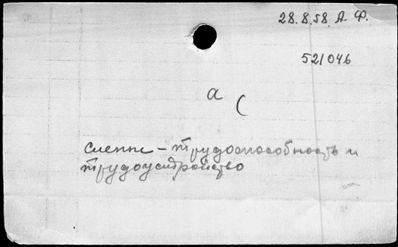 28.8.58. А. Ф.
521046
а (
Слепые – трудоспособность и
трудоустройство